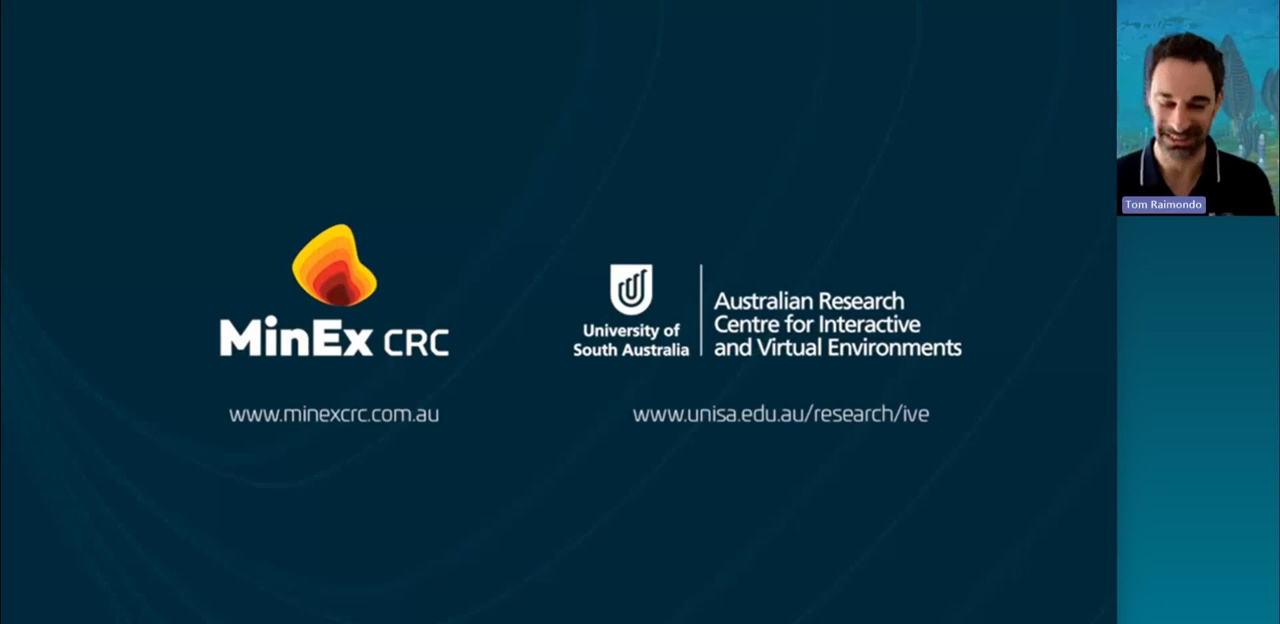 MinEx CRC
www.minexcrc.com.au
University of
South Australia
Australian Research
Centre for Interactive
and Virtual Environments
www.unisa.edu.au/research/ive
Tom Raimondo